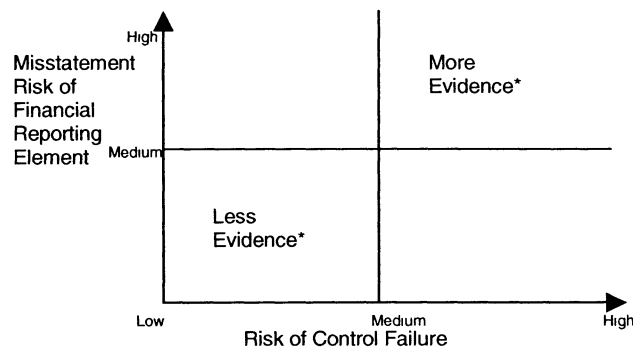 High
Misstatement
Risk of
Financial
Reporting
Element
More
Evidence*
Medium
Less
Evidence*
Low
Medium
High
Risk of Control Failure